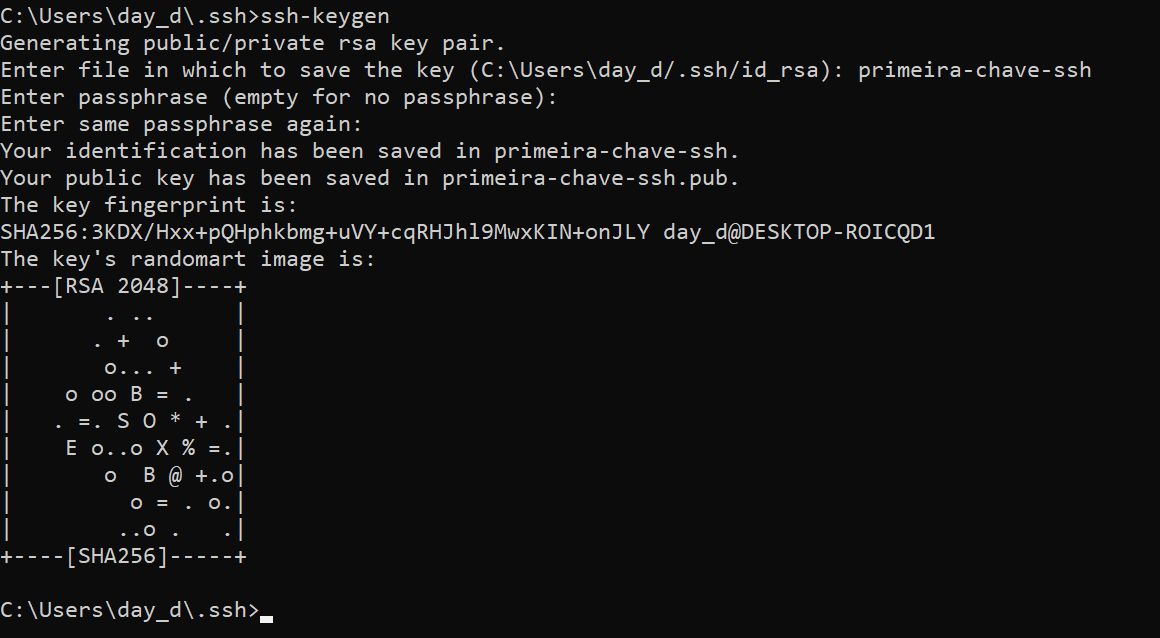 C:\Users\day_d\.ssh>ssh-keygen
Generating public/private rsa key pair.
Enter file in which to save the key (C:\Users\day_d/.ssh/id_rsa): primeira-chave-ssh
Enter passphrase (empty for no passphrase):
Enter same passphrase again:
Your identification has been saved in primeira-chave-ssh.
Your public key has been saved in primeira-chave-ssh.pub.
The key fingerprint is:
SHA256:3KDX/Hxx+pQHphkbmg+uVY+cqRHJhl9MwxKIN+onJLY day_d@DESKTOP-ROICQD1
The key's randomart image is:
+---[RSA 2048]----+
|       . ..      |
|      . +  o     |
|       o... +    |
|    o oo B = .   |
|   . =. S O * + .|
|    E o..o X % =.|
|       o  B @ +.o|
|         o = . o.|
|        ..o .   .|
+----[SHA256]-----+
C:\Users\day_d\.ssh>